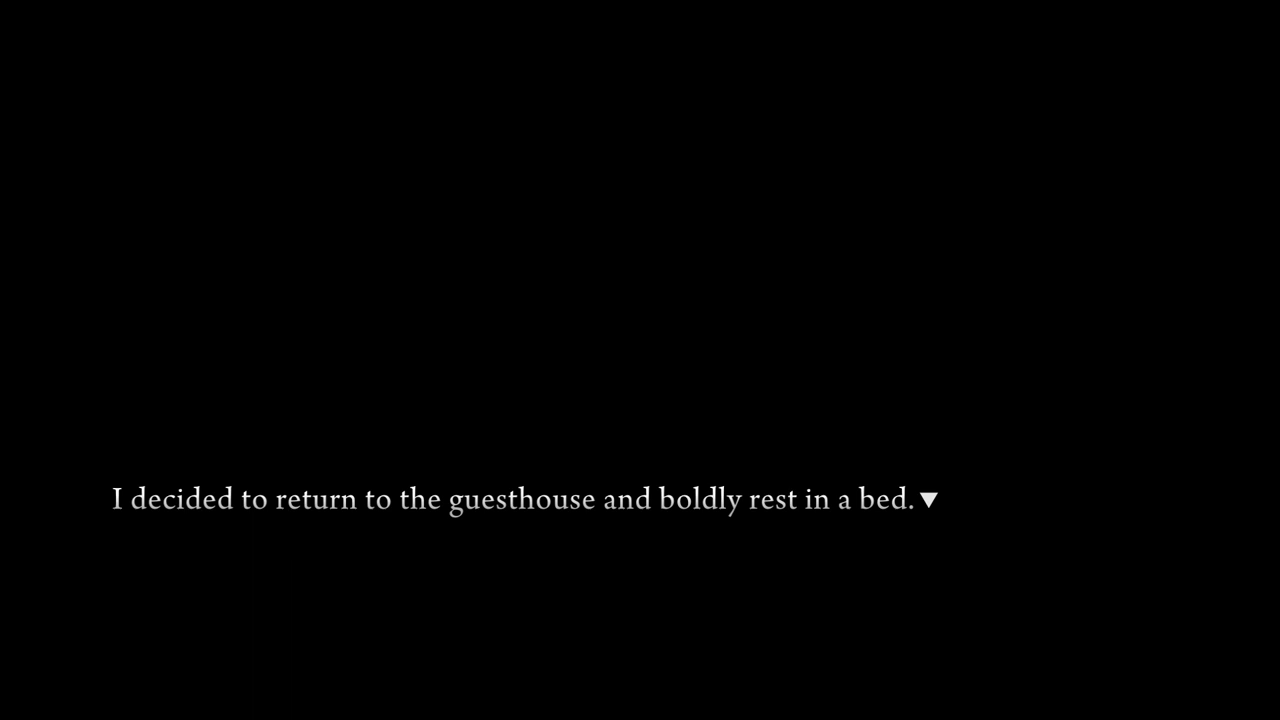 I decided to return to the guesthouse and boldly rest in a bed.▼